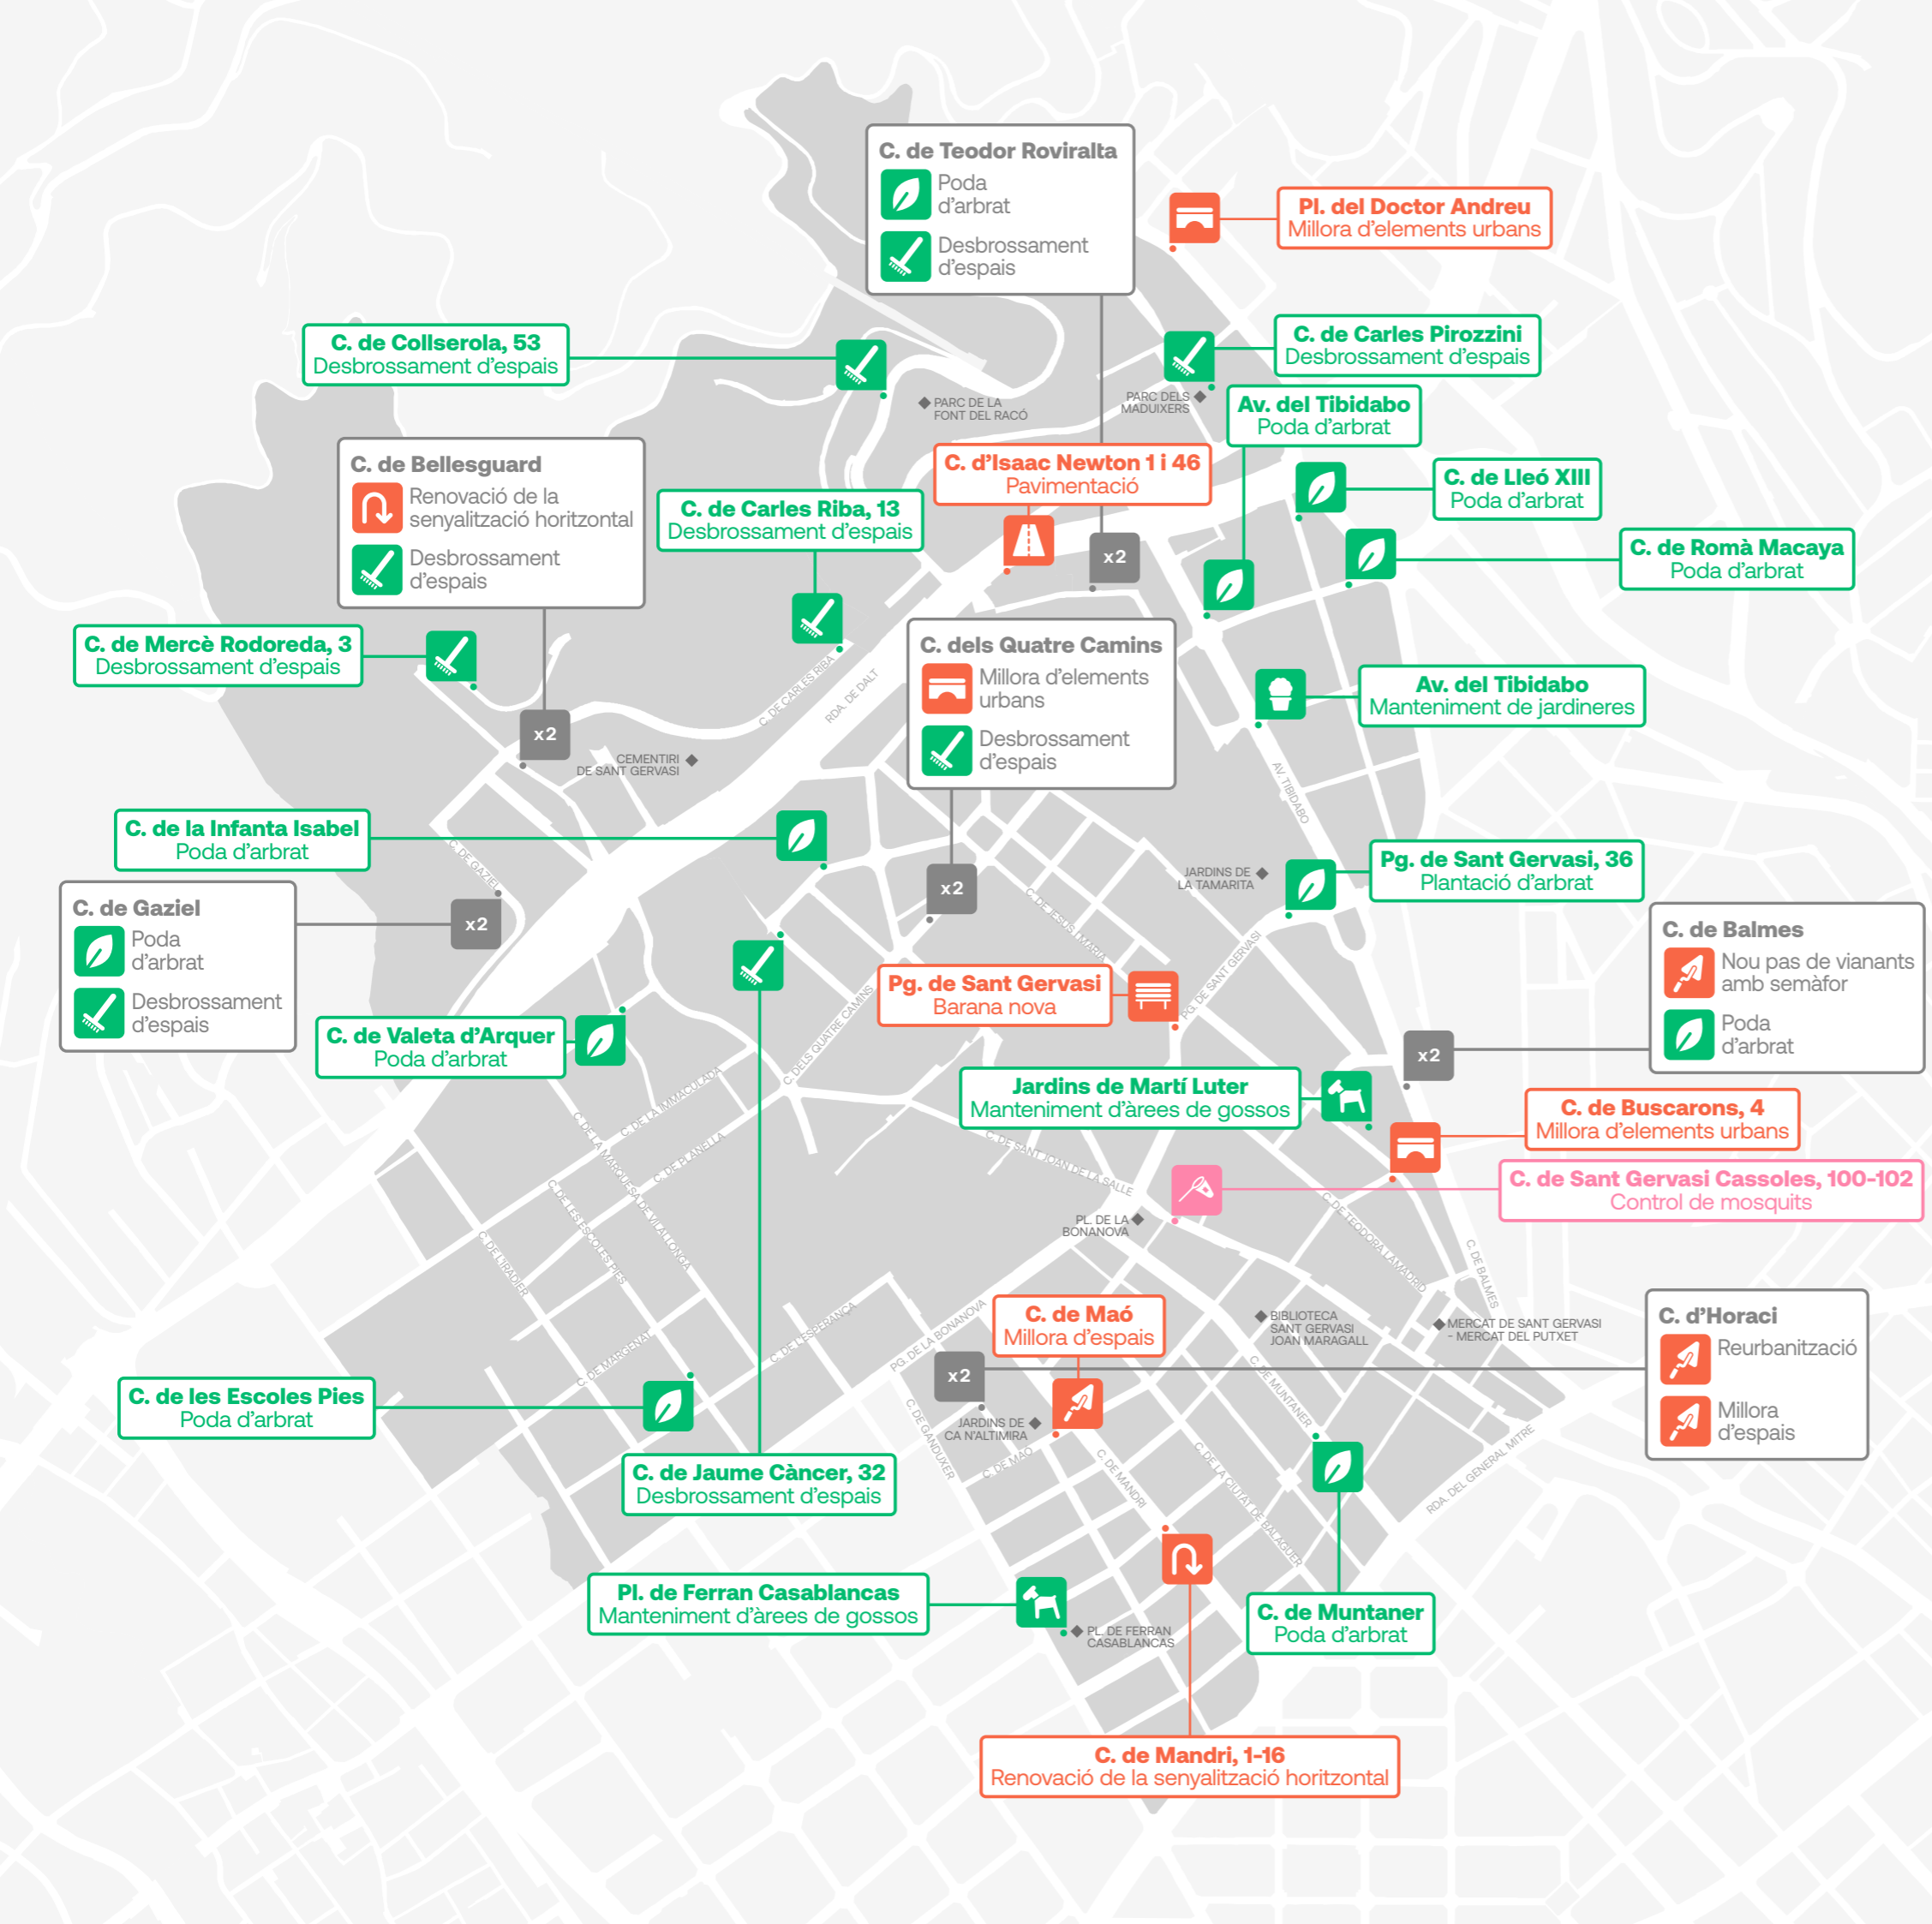 C. de Teodor Roviralta
Poda
d'arbrat
Desbrossament
d'espais
Pl. del Doctor Andreu
Millora d'elements urbans
C. de Collserola, 53
Desbrossament d'espais
C. de Carles Pirozzini
Desbrossament d'espais
PARC DE LA
FONT DEL RACÓ
PARC DELS
MADUIXERS
Av. del Tibidabo
Poda d'arbrat
C. de Bellesguard
Renovació de la
senyalització horitzontal
Desbrossament
d'espais
C. d'Isaac Newton 1 i 46
Pavimentació
C. de Lleó XIII
Poda d'arbrat
C. de Carles Riba, 13
Desbrossament d'espais
C. de Romà Macaya
Poda d'arbrat
x2
C. de Mercè Rodoreda, 3
Desbrossament d'espais
C. dels Quatre Camins
Millora d'elements
urbans
Desbrossament
d'espais
C. DE CARLES RIBA
RDA. DE DALT
Av. del Tibidabo
Manteniment de jardineres
x2
CEMENTIRI
DE SANT GERVASI
AV. TIBIDABO
C. de la Infanta Isabel
Poda d'arbrat
C. DE GAZIEL
Pg. de Sant Gervasi, 36
Plantació d'arbrat
JARDINS DE
LA TAMARITA
x2
C. de Gaziel
Poda
d'arbrat
Desbrossament
d'espais
x2
C. DE JESÚS I MARIA
C. de Balmes
Nou pas de vianants
amb semàfor
Poda
d'arbrat
PG. DE SANT GERVASI
Pg. de Sant Gervasi
Barana nova
C. de Valeta d'Arquer
Poda d'arbrat
C. DELS QUATRE CAMINS
x2
Jardins de Martí Luter
Manteniment d'àrees de gossos
C. DE LA IMMACULADA
C. de Buscarons, 4
Millora d'elements urbans
C. DE PLANELLA
C. DE LA MARQUESA DE VILALLONGA
C. DE SANT JOAN DE LA SALLE
C. de Sant Gervasi Cassoles, 100-102
Control de mosquits
C. DE LES ESCOLES PIES
PL. DE LA
BONANOVA
C. DE TEODORA LAMADRID
C. DE L'IRADIER
C. DE BALMES
C. d'Horaci
Reurbanització
Millora
d'espais
C. de Maó
Millora d'espais
BIBLIOTECA
SANT GERVASI
JOAN MARAGALL
MERCAT DE SANT GERVASI
- MERCAT DEL PUTXET
C. DE L'ESPERANÇA
PG. DE LA BONANOVA
C. DE MARGENAT
x2
C. de les Escoles Pies
Poda d'arbrat
C. DE MUNTANER
C. DE GANDUXER
JARDINS DE
CA N'ALTIMIRA
C. DE MAÓ
C. DE MANDRI
C. DE LA CIUTAT DE BALAGUER
RDA. DEL GENERAL MITRE
C. de Jaume Càncer, 32
Desbrossament d'espais
Pl. de Ferran Casablancas
Manteniment d'àrees de gossos
PL. DE FERRAN
CASABLANCAS
C. de Muntaner
Poda d'arbrat
C. de Mandri, 1-16
Renovació de la senyalització horitzontal